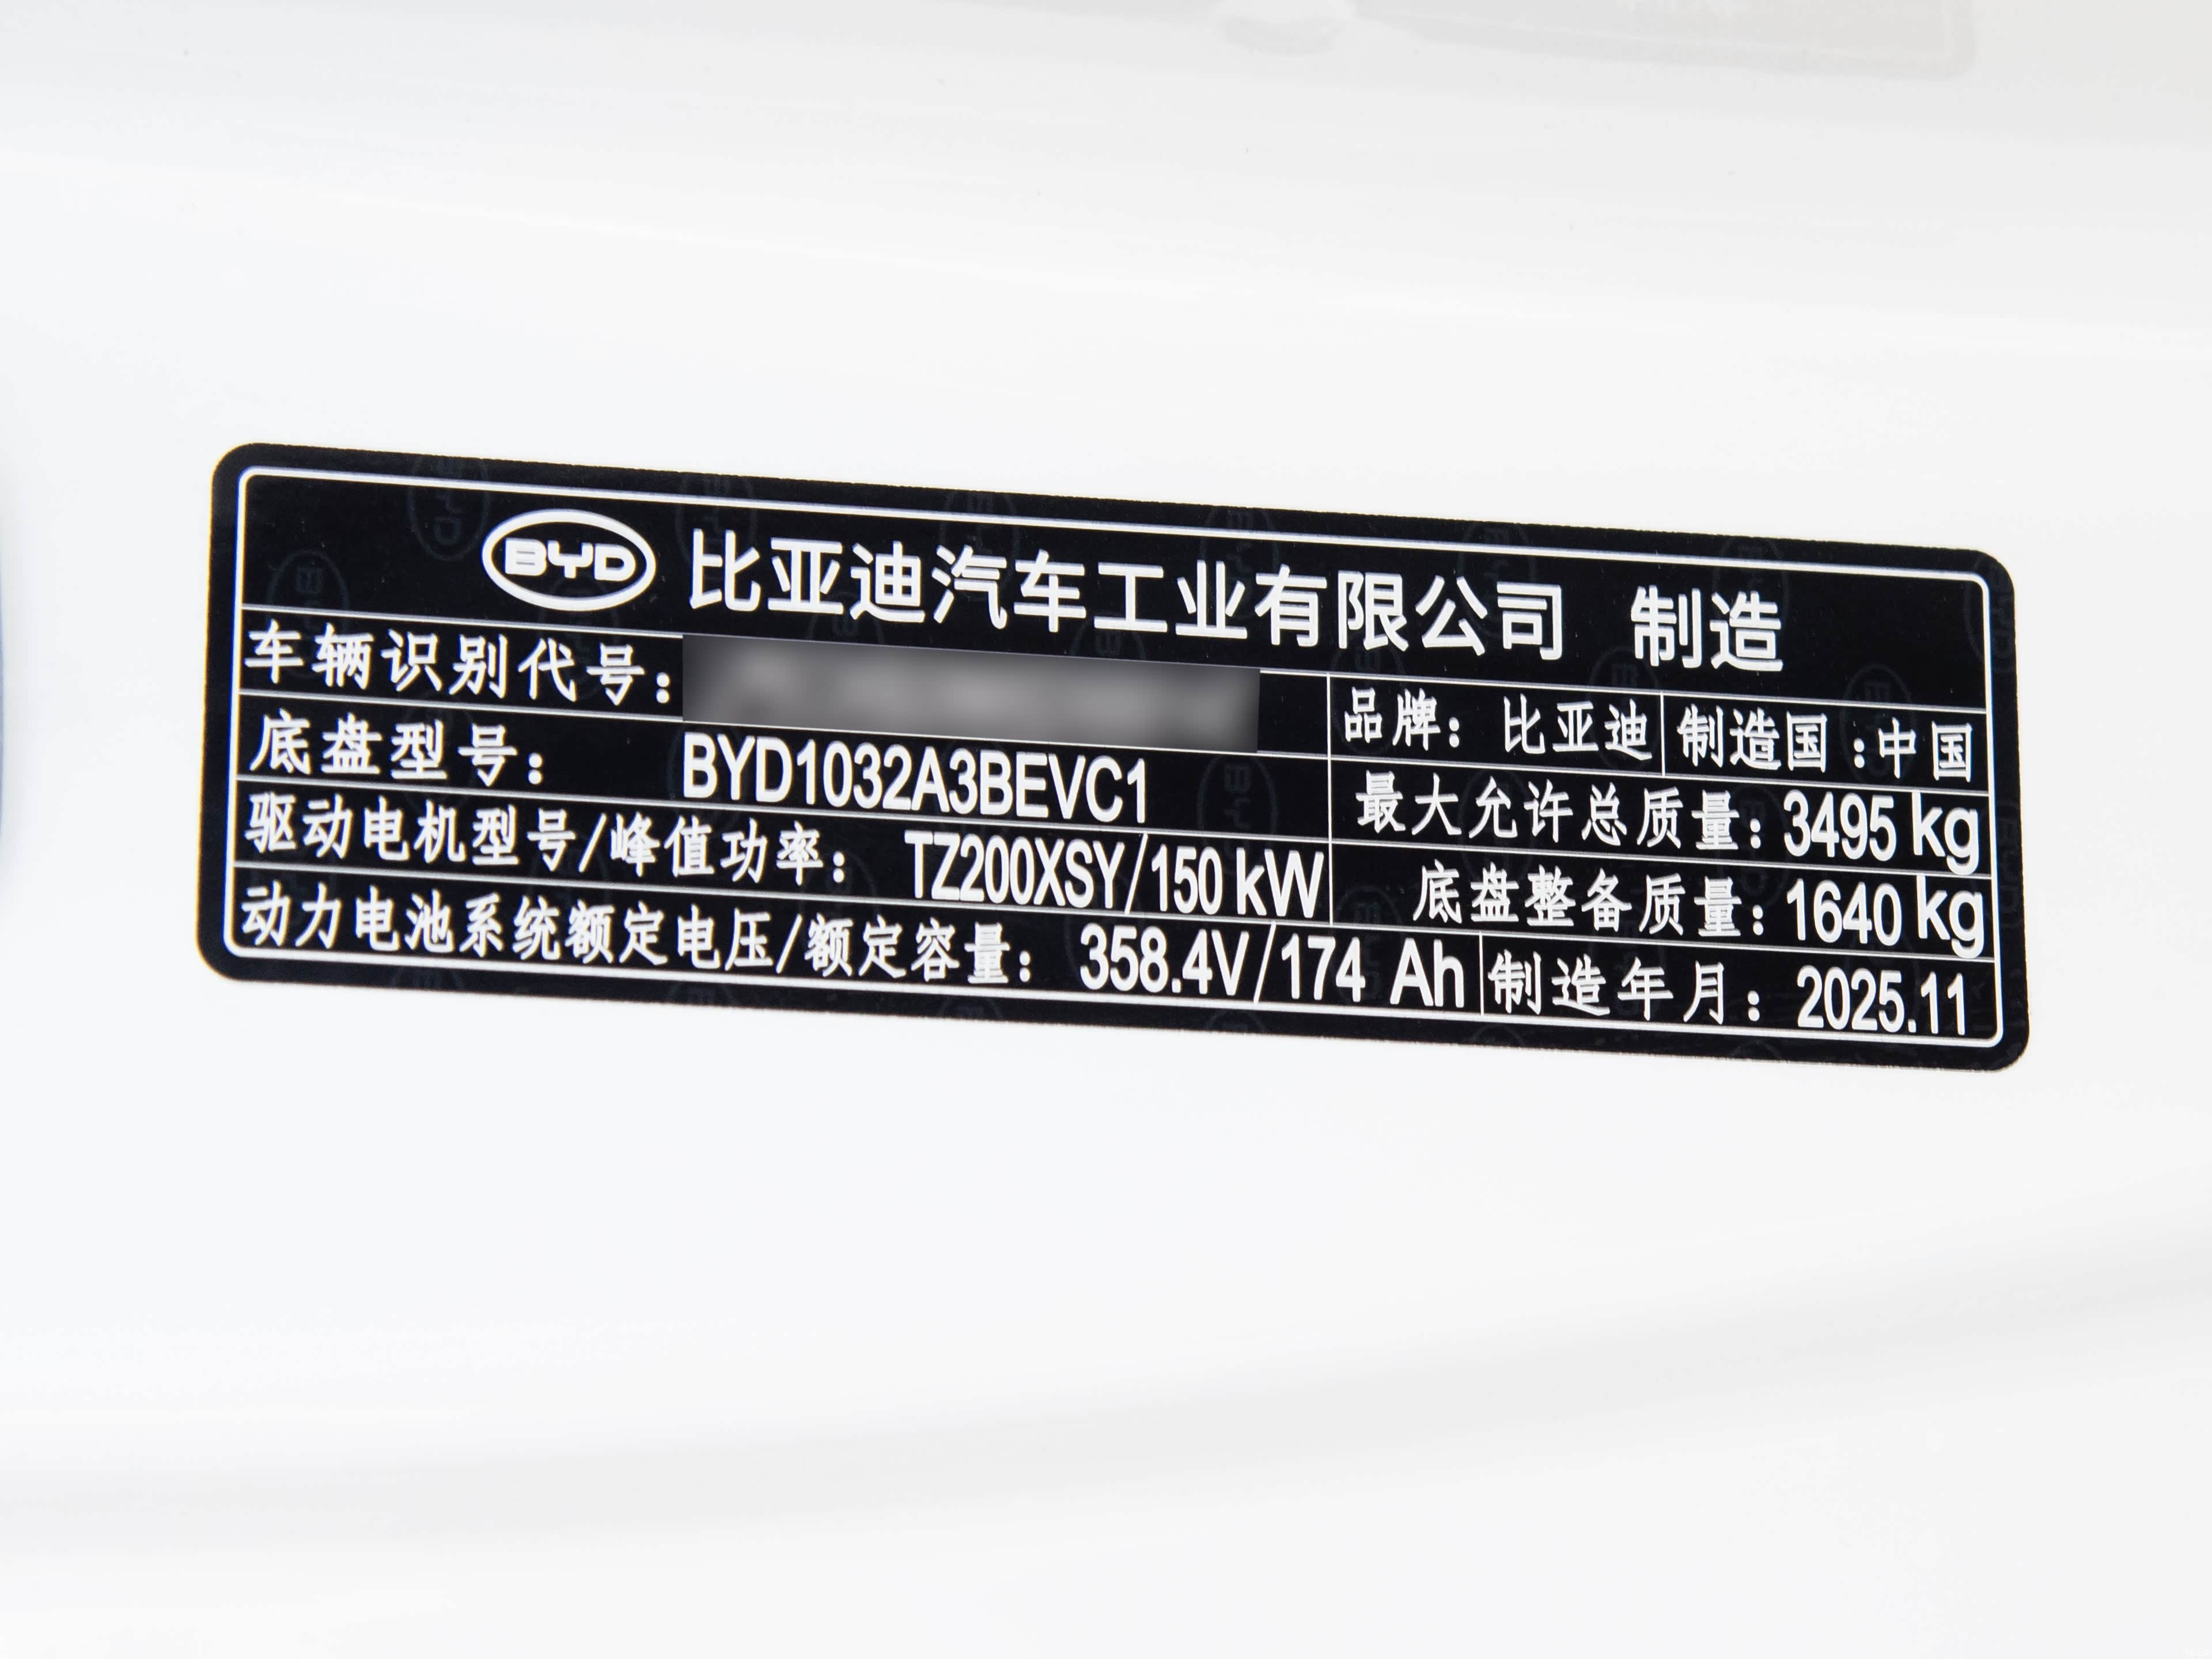 BYD 比亚迪汽车工业有限公司 制造
车辆识别代号:
品牌: 比亚迪 制造国:中国
底盘型号: BYD1032A3BEVC1
最大允许总质量: 3495 kg
驱动电机型号/峰值功率: TZ200XSY/150 kW
底盘整备质量: 1640 kg
动力电池系统额定电压/额定容量: 358.4V/174 Ah
制造年月: 2025.11